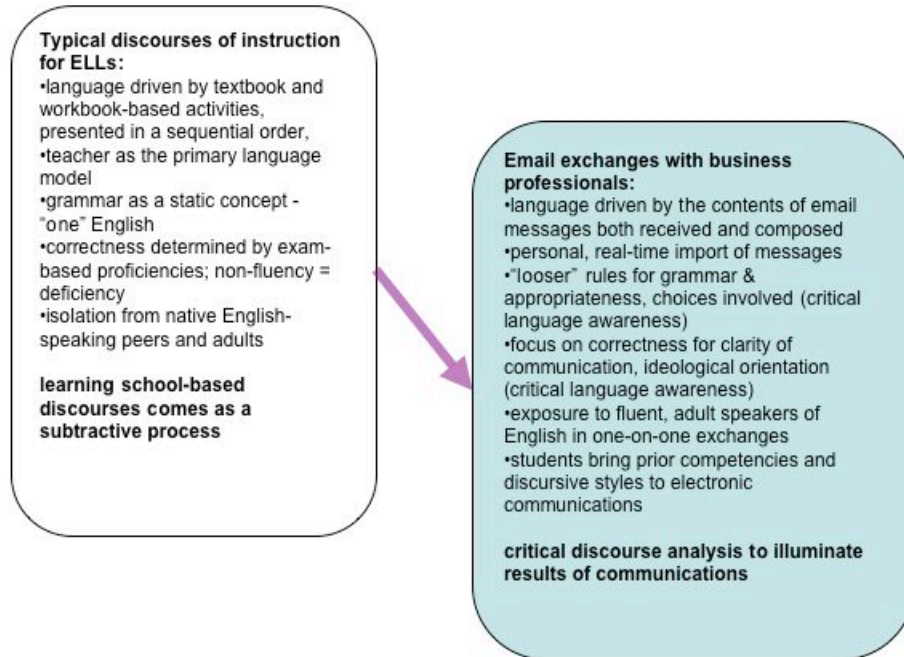 Typical discourses of instruction
for ELLs:
•language driven by textbook and
workbook-based activities,
presented in a sequential order,
•teacher as the primary language
model
•grammar as a static concept -
“one” English
•correctness determined by exam-
based proficiencies; non-fluency =
deficiency
•isolation from native English-
speaking peers and adults
learning school-based
discourses comes as a
subtractive process
Email exchanges with business
professionals:
•language driven by the contents of email
messages both received and composed
•personal, real-time import of messages
•“looser” rules for grammar &
appropriateness, choices involved (critical
language awareness)
•focus on correctness for clarity of
communication, ideological orientation
(critical language awareness)
•exposure to fluent, adult speakers of
English in one-on-one exchanges
•students bring prior competencies and
discursive styles to electronic
communications
critical discourse analysis to illuminate
results of communications